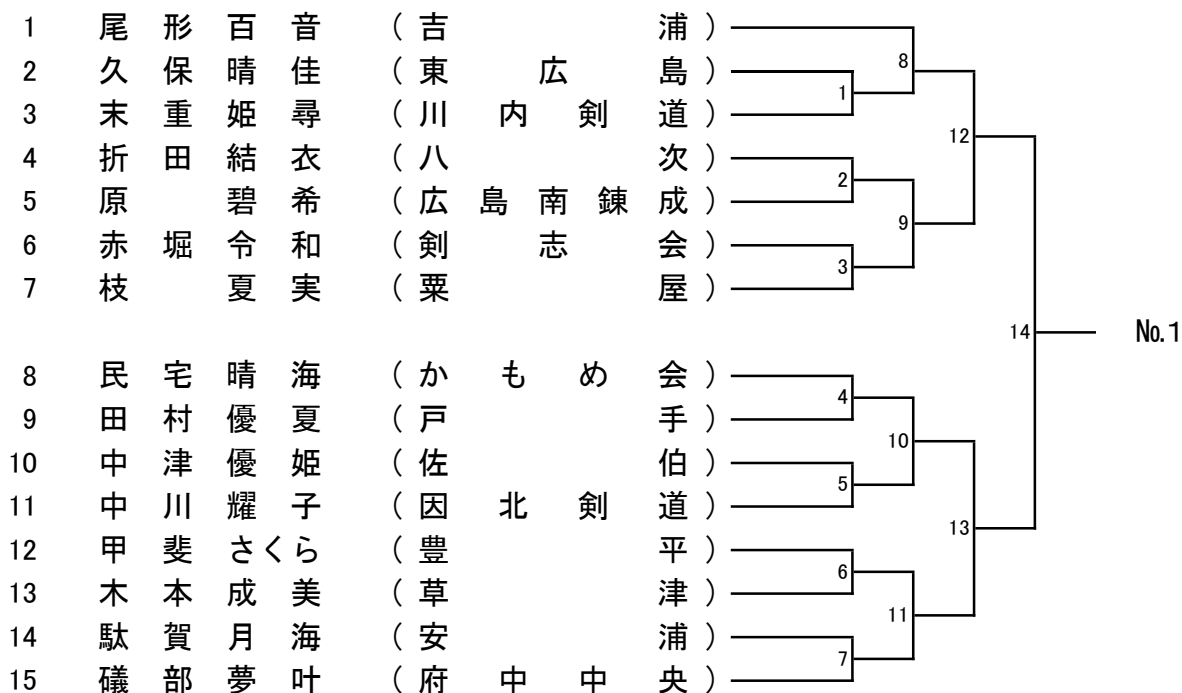 1 尾形百音 (吉浦)
8
2 久保晴佳 (東広島)
1
3 末重姫尋 (川内剣道)
12
4 折田結衣 (八次)
2
5 原碧希 (広島南錬成)
9
6 赤堀令和 (剣志会)
3
7 枝夏実 (粟屋)
14 №1
8 民宅晴海 (かもめ会)
4
9 田村優夏 (戸手)
10
10 中津優姫 (佐伯)
5
11 中川耀子 (因北剣道)
13
12 甲斐さくら (豊平)
6
13 木本成美 (草津)
11
14 駄賀月海 (安浦)
7
15 礒部夢叶 (府中中央)